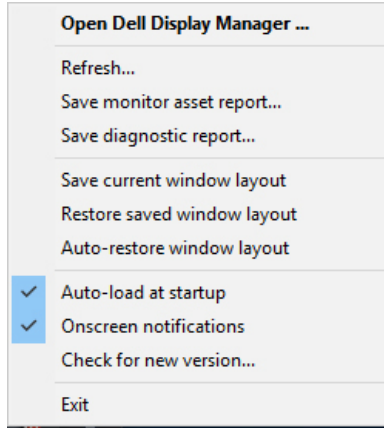 Open Dell Display Manager ...
Refresh...
Save monitor asset report...
Save diagnostic report...
Save current window layout
Restore saved window layout
Auto-restore window layout
Auto-load at startup
Onscreen notifications
Check for new version...
Exit